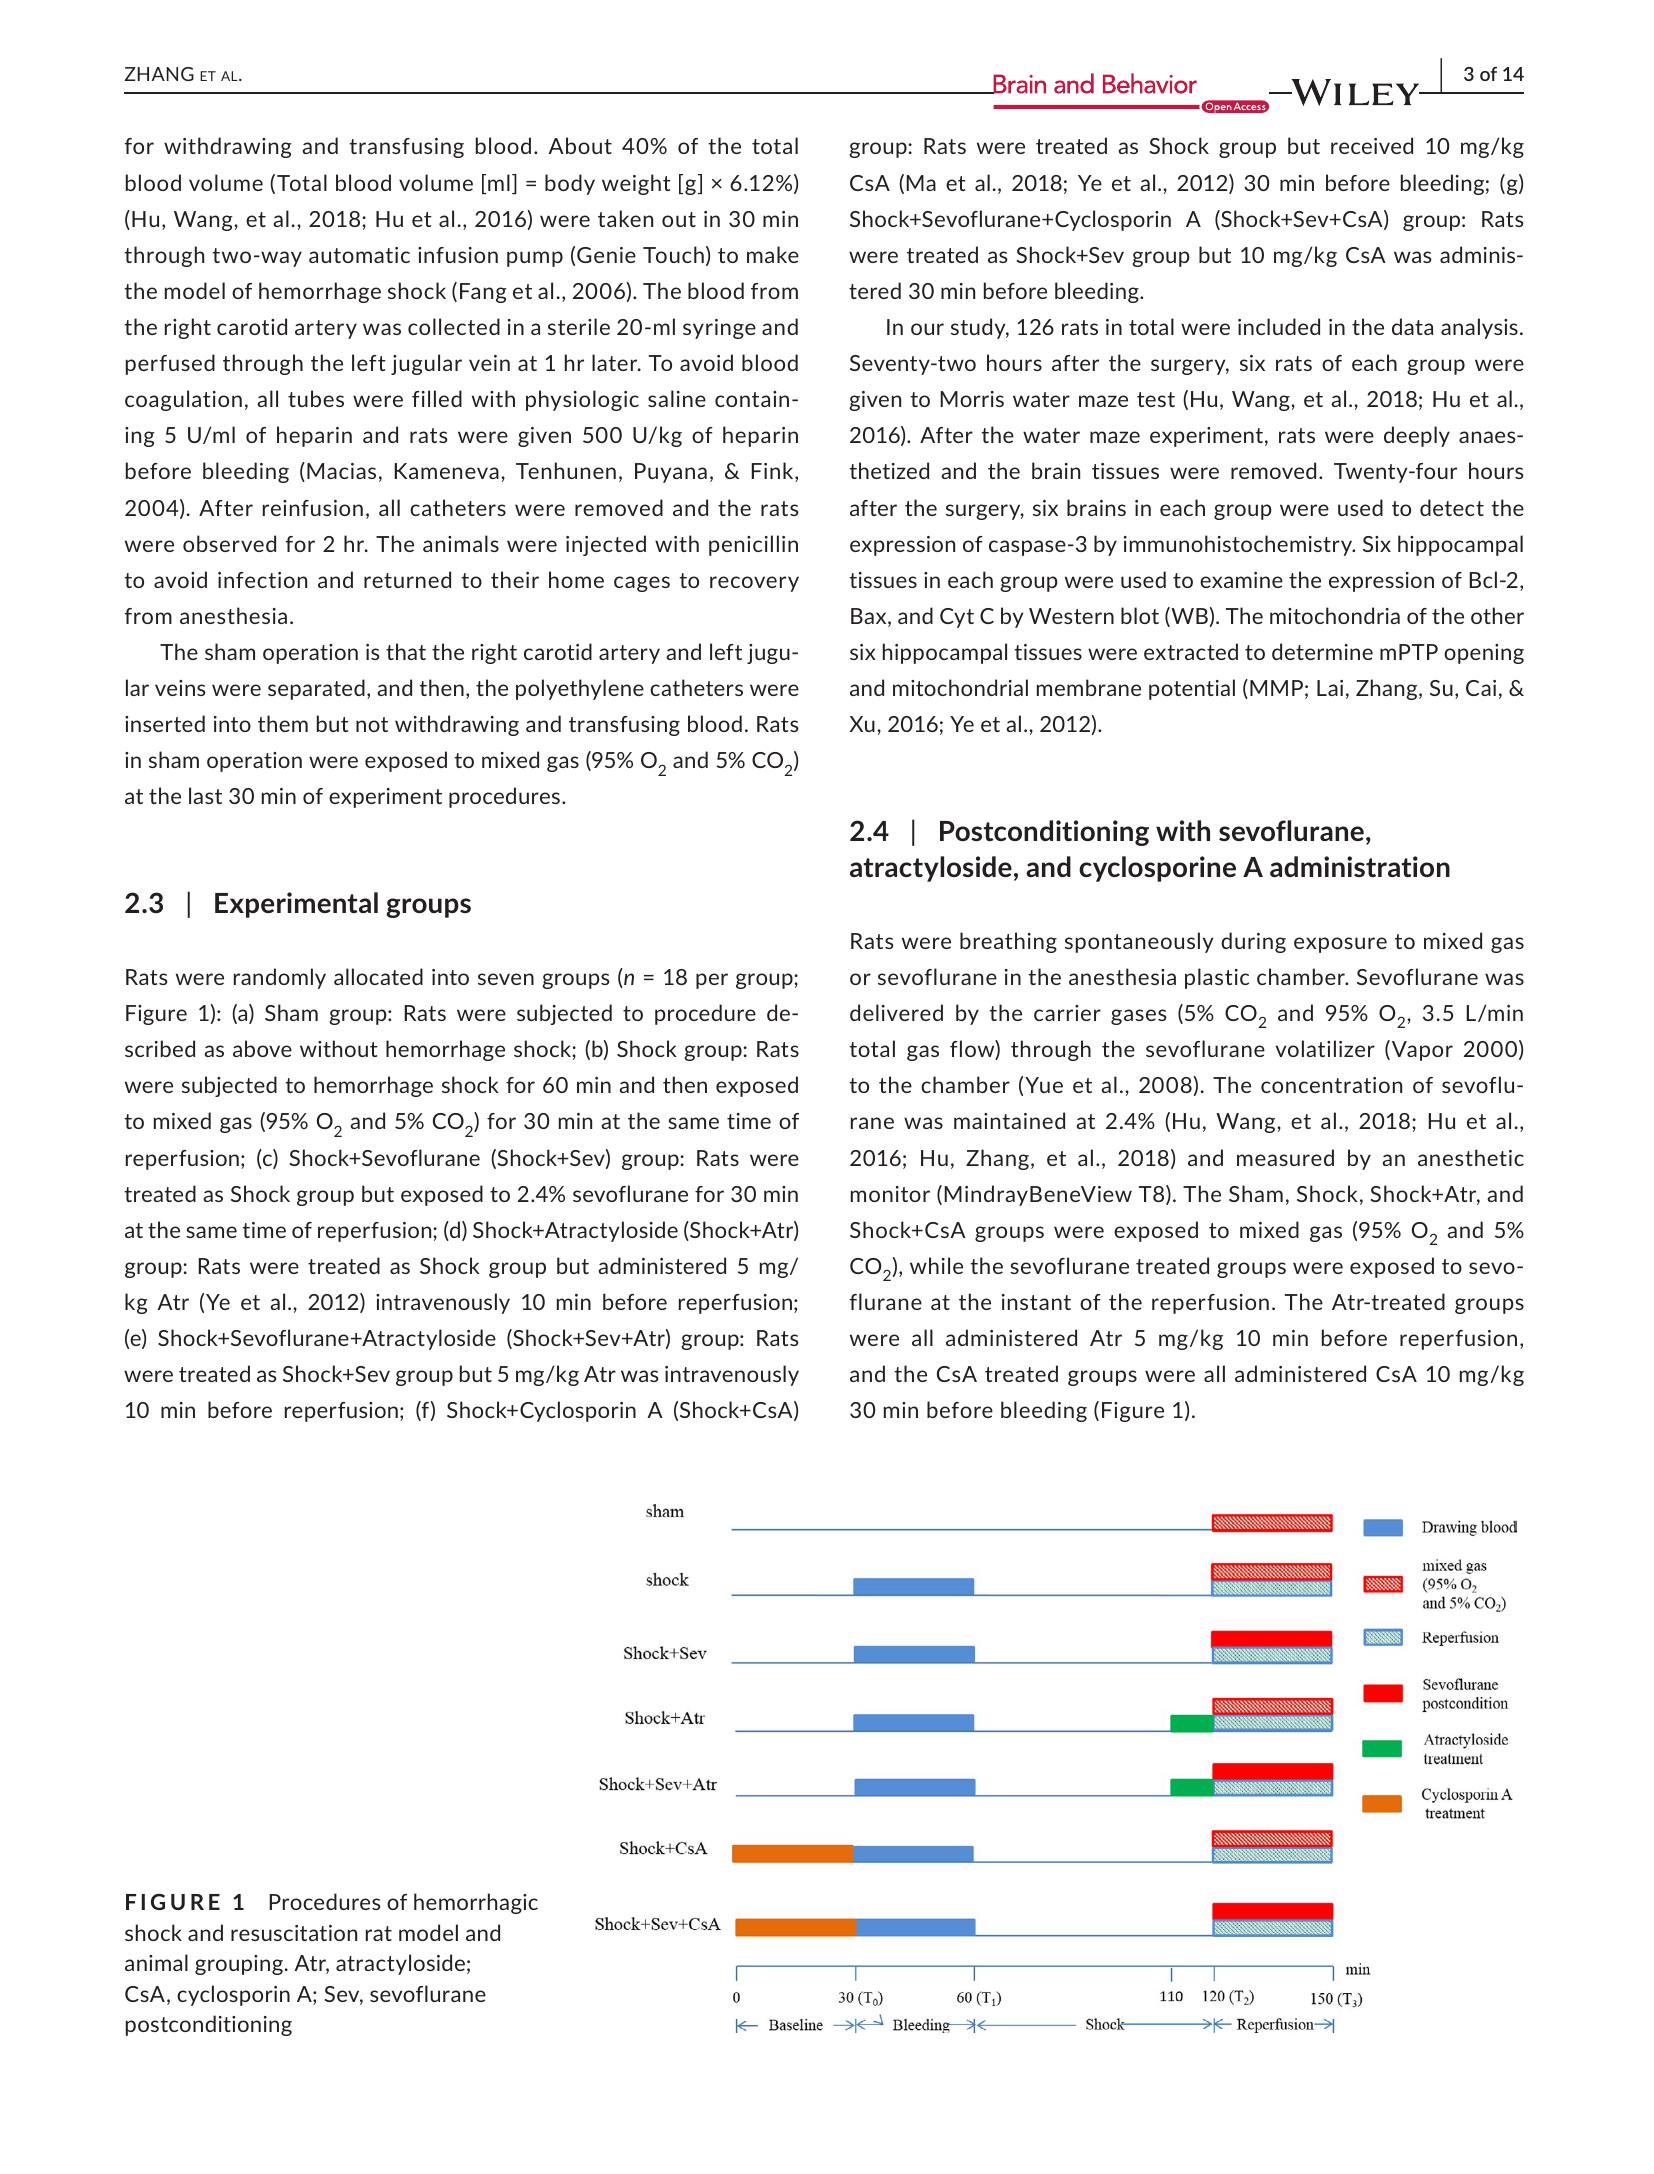 ZHANG ET AL.
Brain and Behavior
Open Access
WILEY
3 of 14
for withdrawing and transfusing blood. About 40% of the total
blood volume (Total blood volume [ml] = body weight [g] × 6.12%)
(Hu, Wang, et al., 2018; Hu et al., 2016) were taken out in 30 min
through two-way automatic infusion pump (Genie Touch) to make
the model of hemorrhage shock (Fang et al., 2006). The blood from
the right carotid artery was collected in a sterile 20-ml syringe and
perfused through the left jugular vein at 1 hr later. To avoid blood
coagulation, all tubes were filled with physiologic saline contain-
ing 5 U/ml of heparin and rats were given 500 U/kg of heparin
before bleeding (Macias, Kameneva, Tenhunen, Puyana, & Fink,
2004). After reinfusion, all catheters were removed and the rats
were observed for 2 hr. The animals were injected with penicillin
to avoid infection and returned to their home cages to recovery
from anesthesia.
The sham operation is that the right carotid artery and left jugu-
lar veins were separated, and then, the polyethylene catheters were
inserted into them but not withdrawing and transfusing blood. Rats
in sham operation were exposed to mixed gas (95% O2 and 5% CO2)
at the last 30 min of experiment procedures.
2.3 | Experimental groups
Rats were randomly allocated into seven groups (n = 18 per group;
Figure 1): (a) Sham group: Rats were subjected to procedure de-
scribed as above without hemorrhage shock; (b) Shock group: Rats
were subjected to hemorrhage shock for 60 min and then exposed
to mixed gas (95% O2 and 5% CO2) for 30 min at the same time of
reperfusion; (c) Shock+Sevoflurane (Shock+Sev) group: Rats were
treated as Shock group but exposed to 2.4% sevoflurane for 30 min
at the same time of reperfusion; (d) Shock+Atractyloside (Shock+Atr)
group: Rats were treated as Shock group but administered 5 mg/
kg Atr (Ye et al., 2012) intravenously 10 min before reperfusion;
(e) Shock+Sevoflurane+Atractyloside (Shock+Sev+Atr) group: Rats
were treated as Shock+Sev group but 5 mg/kg Atr was intravenously
10 min before reperfusion; (f) Shock+Cyclosporin A (Shock+CsA)
group: Rats were treated as Shock group but received 10 mg/kg
CsA (Ma et al., 2018; Ye et al., 2012) 30 min before bleeding; (g)
Shock+Sevoflurane+Cyclosporin A (Shock+Sev+CsA) group: Rats
were treated as Shock+Sev group but 10 mg/kg CsA was adminis-
tered 30 min before bleeding.
In our study, 126 rats in total were included in the data analysis.
Seventy-two hours after the surgery, six rats of each group were
given to Morris water maze test (Hu, Wang, et al., 2018; Hu et al.,
2016). After the water maze experiment, rats were deeply anaes-
thetized and the brain tissues were removed. Twenty-four hours
after the surgery, six brains in each group were used to detect the
expression of caspase-3 by immunohistochemistry. Six hippocampal
tissues in each group were used to examine the expression of Bcl-2,
Bax, and Cyt C by Western blot (WB). The mitochondria of the other
six hippocampal tissues were extracted to determine mPTP opening
and mitochondrial membrane potential (MMP; Lai, Zhang, Su, Cai, &
Xu, 2016; Ye et al., 2012).
2.4 | Postconditioning with sevoflurane,
atractyloside, and cyclosporine A administration
Rats were breathing spontaneously during exposure to mixed gas
or sevoflurane in the anesthesia plastic chamber. Sevoflurane was
delivered by the carrier gases (5% CO2 and 95% O2, 3.5 L/min
total gas flow) through the sevoflurane volatilizer (Vapor 2000)
to the chamber (Yue et al., 2008). The concentration of sevoflu-
rane was maintained at 2.4% (Hu, Wang, et al., 2018; Hu et al.,
2016; Hu, Zhang, et al., 2018) and measured by an anesthetic
monitor (MindrayBeneView T8). The Sham, Shock, Shock+Atr, and
Shock+CsA groups were exposed to mixed gas (95% O2 and 5%
CO2), while the sevoflurane treated groups were exposed to sevo-
flurane at the instant of the reperfusion. The Atr-treated groups
were all administered Atr 5 mg/kg 10 min before reperfusion,
and the CsA treated groups were all administered CsA 10 mg/kg
30 min before bleeding (Figure 1).
sham
shock
Shock+Sev
Shock+Atr
Shock+Sev+Atr
Shock+CsA
Shock+Sev+CsA
Drawing blood
mixed gas
(95% O2
and 5% CO2)
Reperfusion
Sevoflurane
postcondition
Atractyloside
treatment
Cyclosporin A
treatment
min
0 30 (T0) 60 (T1) 110 120 (T2) 150 (T3)
Baseline Bleeding Shock Reperfusion
FIGURE 1 Procedures of hemorrhagic
shock and resuscitation rat model and
animal grouping. Atr, atractyloside;
CsA, cyclosporin A; Sev, sevoflurane
postconditioning